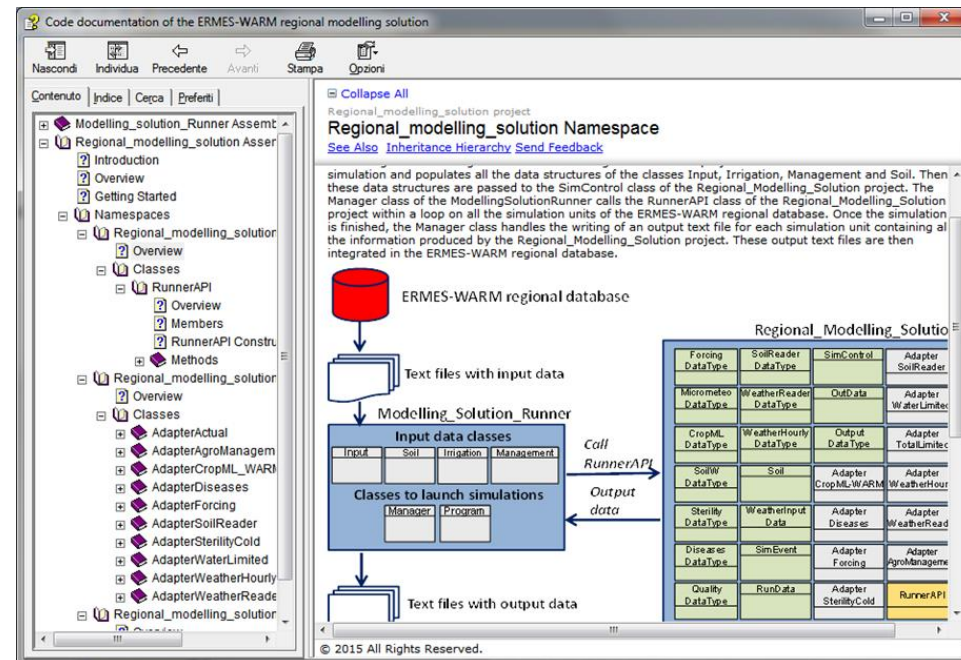 Code documentation of the ERMES-WARM regional modelling solution
Nascondi Individua Precedente Avanti Stampa Opzioni
Contenuto Indice Cerca Preferiti
Modelling_solution_Runner Assemt
Regional_modelling_solution Asser
Introduction
Overview
Getting Started
Namespaces
Regional_modelling_solution
Overview
Classes
RunnerAPI
Overview
Members
RunnerAPI Constru
Methods
Regional_modelling_solution
Overview
Classes
AdapterActual
AdapterAgroManagem
AdapterCropML_WARM
AdapterDiseases
AdapterForcing
AdapterSoilReader
AdapterSterilityCold
AdapterWaterLimited
AdapterWeatherHourly
AdapterWeatherReade
Regional_modelling_solution
Collapse All
Regional_modelling_solution project
Regional_modelling_solution Namespace
See Also Inheritance Hierarchy Send Feedback
simulation and populates all the data structures of the classes Input, Irrigation, Management and Soil. Then
these data structures are passed to the SimControl class of the Regional_Modelling_Solution project. The
Manager class of the ModellingSolutionRunner calls the RunnerAPI class of the Regional_Modelling_Solution
project within a loop on all the simulation units of the ERMES-WARM regional database. Once the simulation
is finished, the Manager class handles the writing of an output text file for each simulation unit containing al
the information produced by the Regional_Modelling_Solution project. These output text files are then
integrated in the ERMES-WARM regional database.
ERMES-WARM regional database
Text files with input data
Modelling_Solution_Runner
Input data classes
Input Soil Irrigation Management
Classes to launch simulations
Manager Program
Call
RunnerAPI
Output
data
Text files with output data
Regional_Modelling_Solutio
Forcing DataType SoilReader DataType SimControl Adapter SoilReader
Micrometeo DataType WeatherReader DataType OutData Adapter WaterLimited
CropML DataType WeatherHourly DataType Output DataType Adapter TotalLimited
SoilW DataType Soil Adapter CropML-WARM Adapter WeatherHour
Sterility DataType WeatherInput Data Adapter Diseases Adapter WeatherRead
Diseases DataType SimEvent Adapter Forcing Adapter AgroManageme
Quality DataType RunData Adapter SterilityCold RunnerAPI
© 2015 All Rights Reserved.